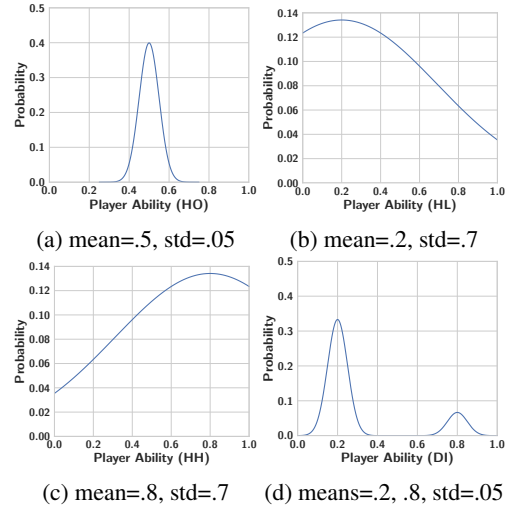 0.5
0.4
0.3
0.2
0.1
0.0
Probability
0.0 0.2 0.4 0.6 0.8 1.0
Player Ability (HO)
(a) mean=.5, std=.05
0.14
0.12
0.10
0.08
0.06
0.04
0.02
0.00
Probability
0.0 0.2 0.4 0.6 0.8 1.0
Player Ability (HL)
(b) mean=.2, std=.7
0.14
0.12
0.10
0.08
0.06
0.04
0.02
0.00
Probability
0.0 0.2 0.4 0.6 0.8 1.0
Player Ability (HH)
(c) mean=.8, std=.7
0.5
0.4
0.3
0.2
0.1
0.0
Probability
0.0 0.2 0.4 0.6 0.8 1.0
Player Ability (DI)
(d) means=.2, .8, std=.05